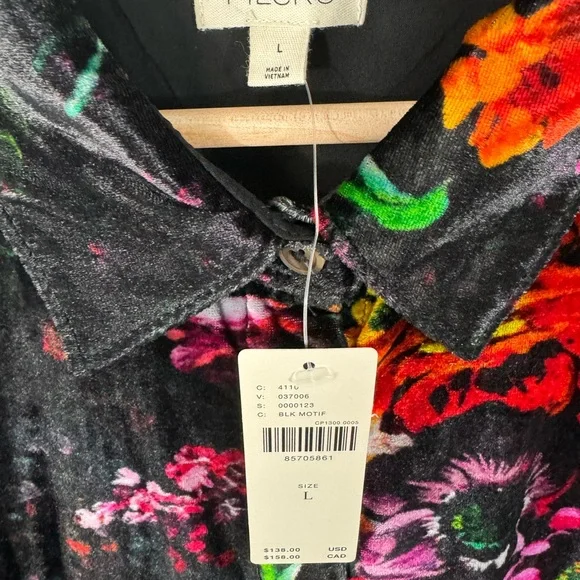 L
MADE IN
VIETNAM
C: 4110
V: 037006
S: 0000123
C: BLK MOTIF
CP1300.0005
85705861
SIZE
L
$138.00 USD
$158.00 CAD